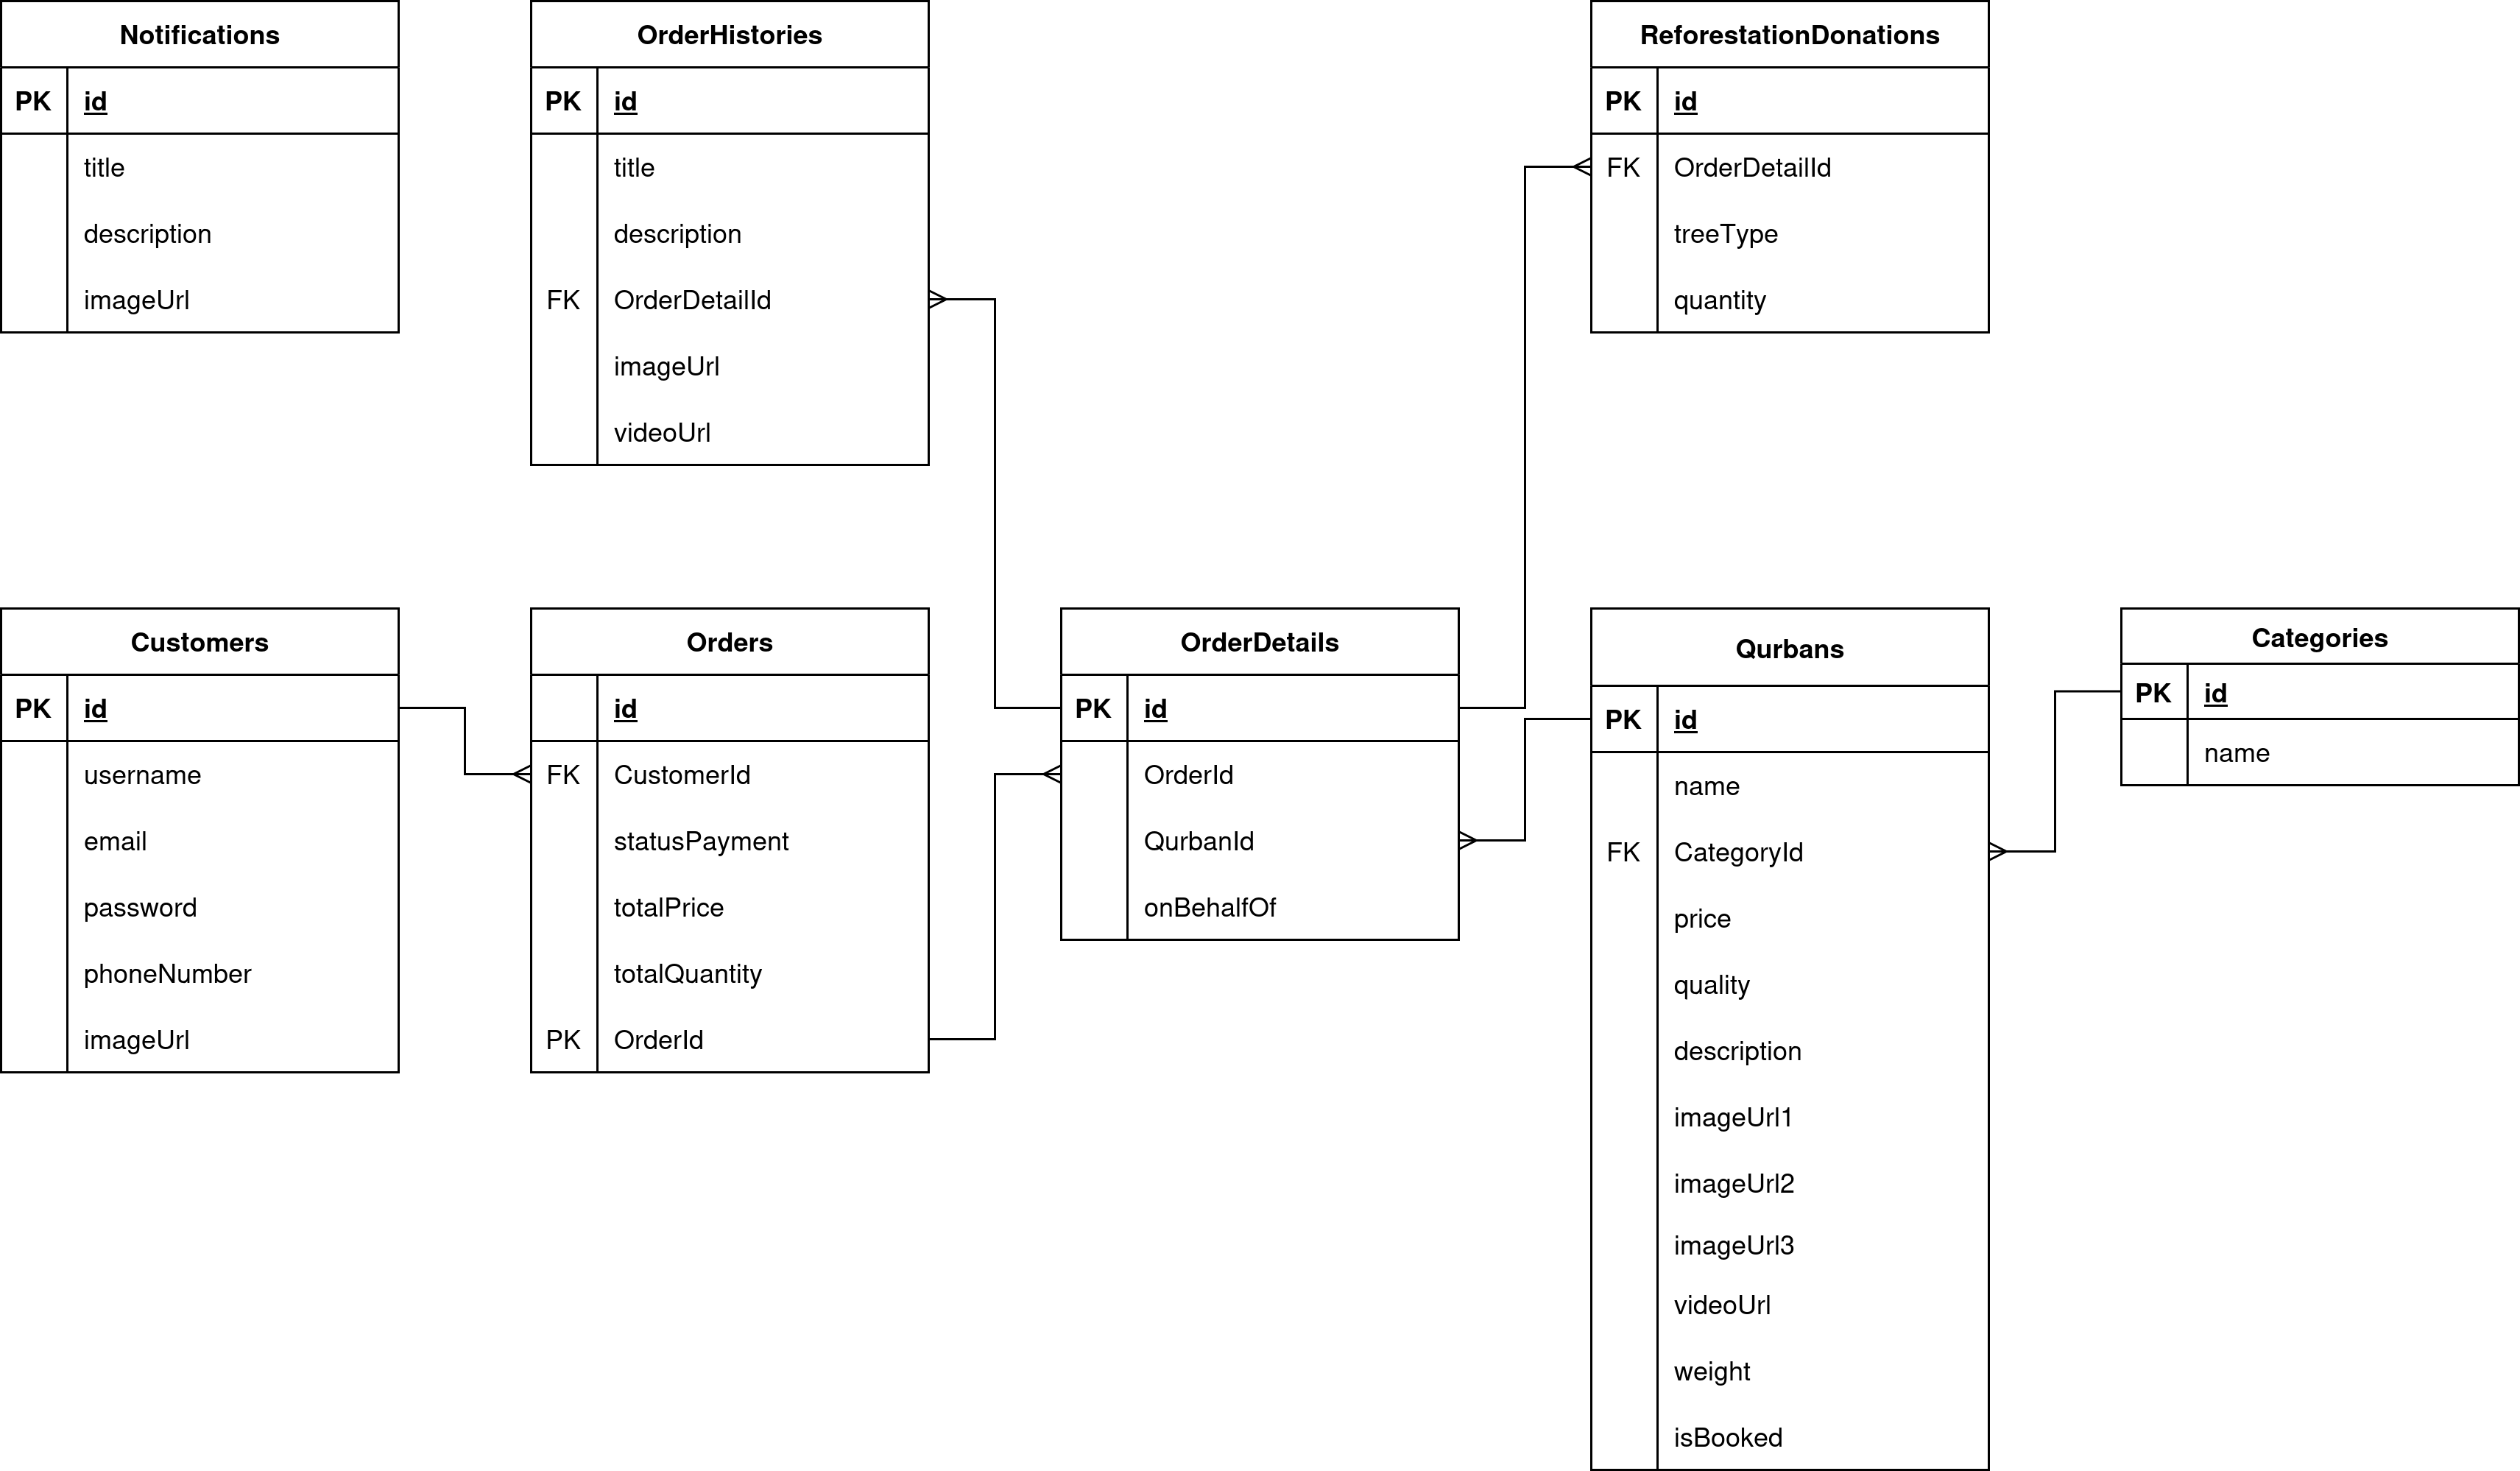 Notifications
PK id
title
description
imageUrl
OrderHistories
PK id
title
description
FK OrderDetailId
imageUrl
videoUrl
ReforestationDonations
PK id
FK OrderDetailId
treeType
quantity
Customers
PK id
username
email
password
phoneNumber
imageUrl
Orders
id
FK CustomerId
statusPayment
totalPrice
totalQuantity
PK OrderId
OrderDetails
PK id
OrderId
QurbanId
onBehalfOf
Qurbans
PK id
name
FK CategoryId
price
quality
description
imageUrl1
imageUrl2
imageUrl3
videoUrl
weight
isBooked
Categories
PK id
name